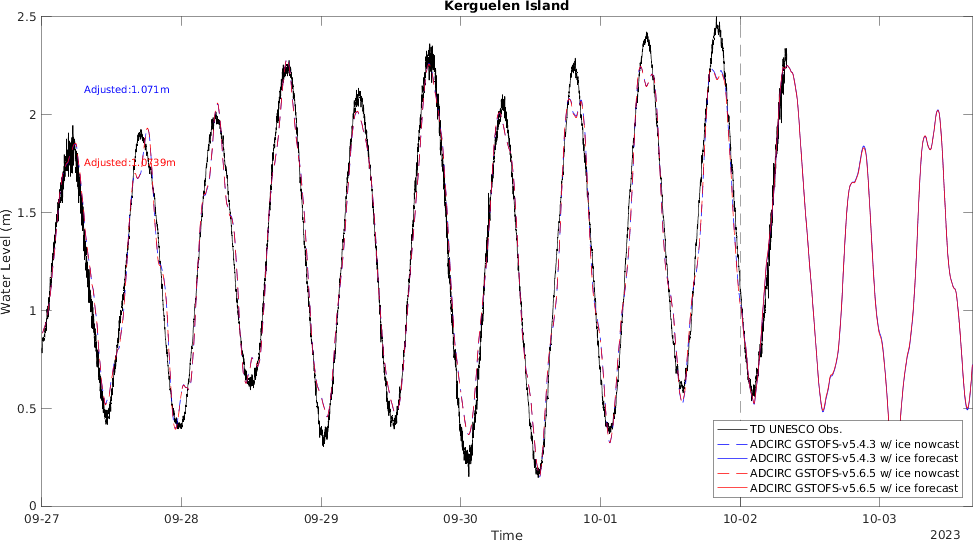 Kerguelen Island
2.5
2
1.5
1
0.5
0
Water Level (m)
Adjusted:1.071m
Adjusted:1.0739m
TD UNESCO Obs.
ADCIRC GSTOFS-v5.4.3 w/ ice nowcast
ADCIRC GSTOFS-v5.4.3 w/ ice forecast
ADCIRC GSTOFS-v5.6.5 w/ ice nowcast
ADCIRC GSTOFS-v5.6.5 w/ ice forecast
09-27 09-28 09-29 09-30 10-01 10-02 10-03
Time
2023